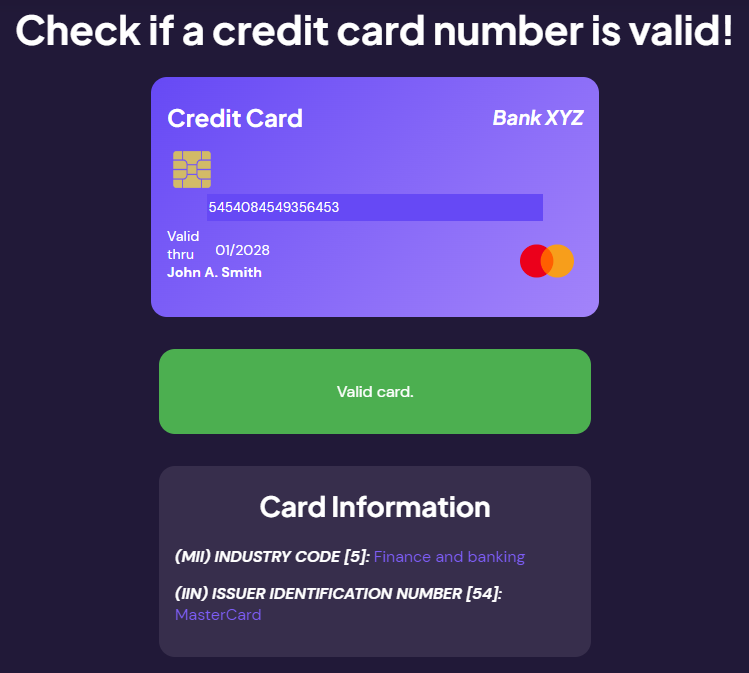 Check if a credit card number is valid!
Credit Card
Bank XYZ
5454084549356453
Valid
thru
01/2028
John A. Smith
Valid card.
Card Information
(MII) INDUSTRY CODE [5]: Finance and banking
(IIN) ISSUER IDENTIFICATION NUMBER [54]:
MasterCard